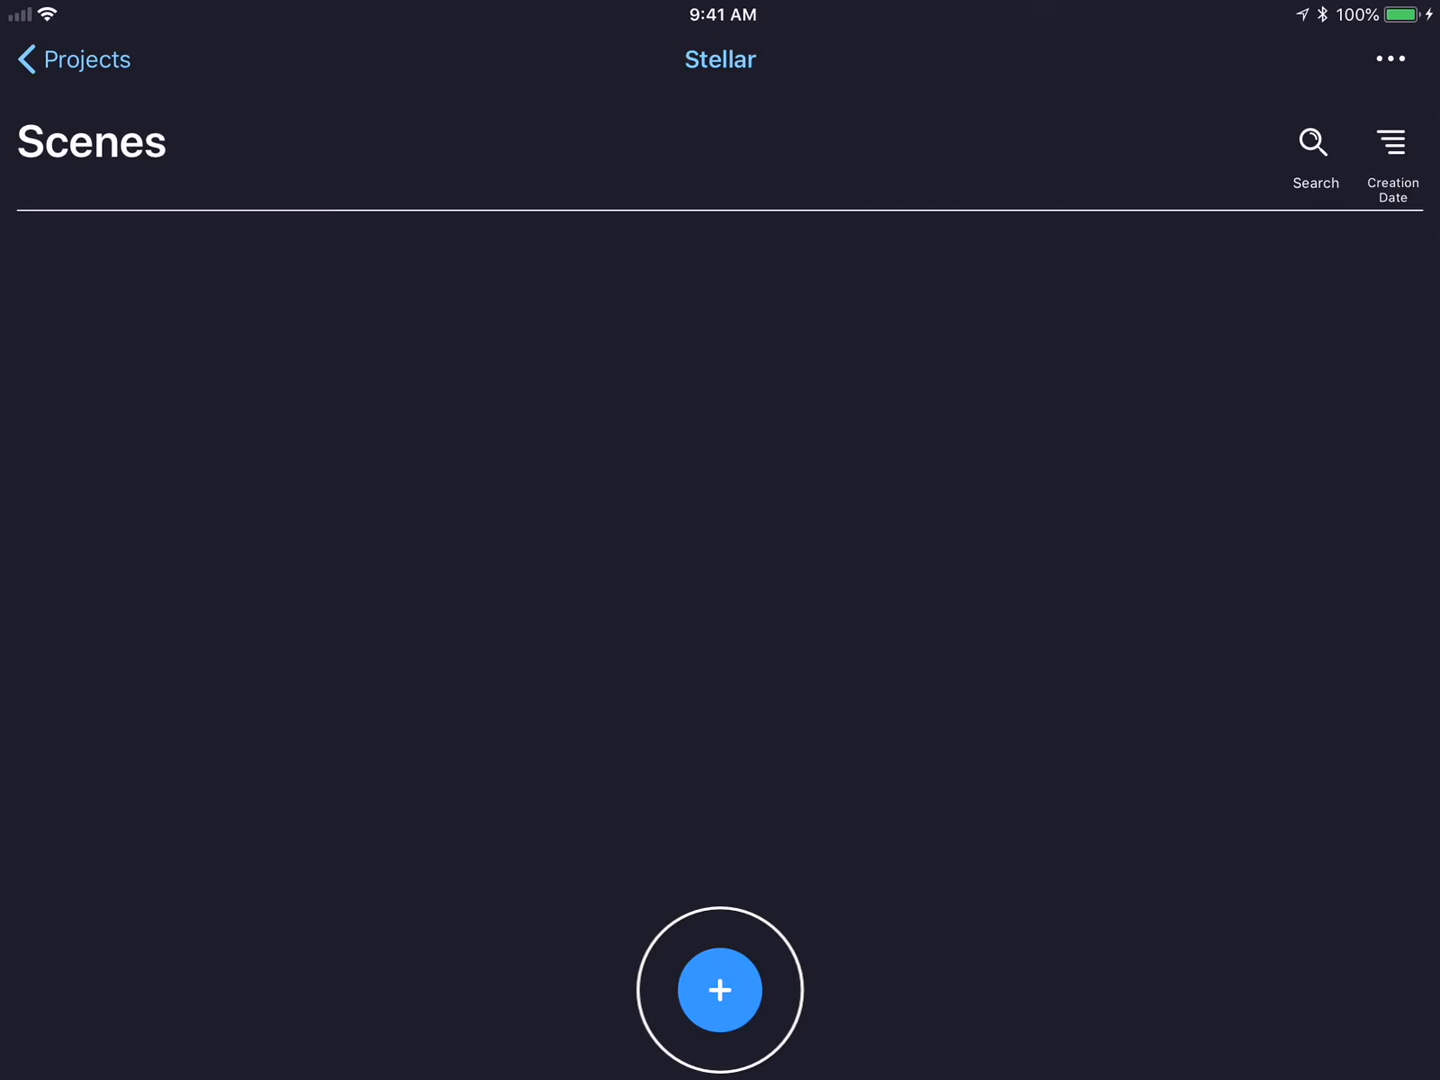 9:41 AM
100%
Projects
Stellar
Scenes
Search
Creation
Date